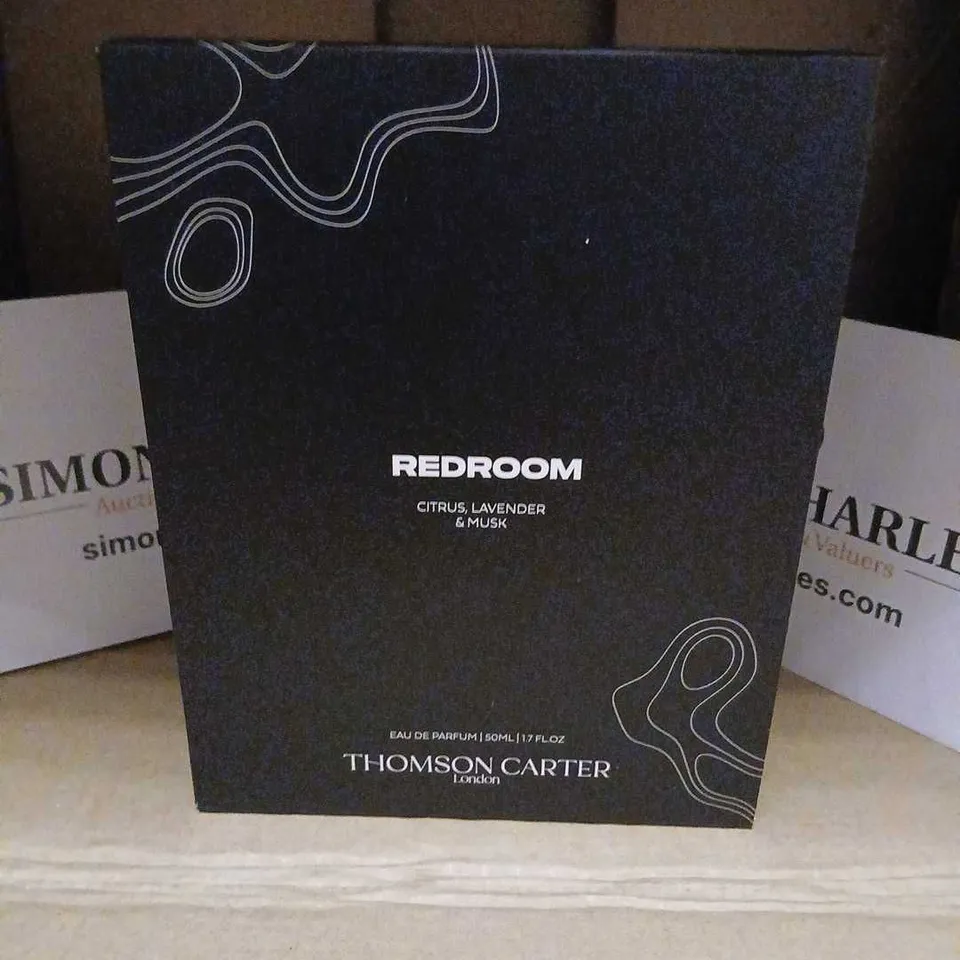 REDROOM
CITRUS, LAVENDER
& MUSK
EAU DE PARFUM | 50ML | 1.7 FL.OZ
THOMSON CARTER
London
SIMON
Aucti
simo
HARLE
Valuers
es.com